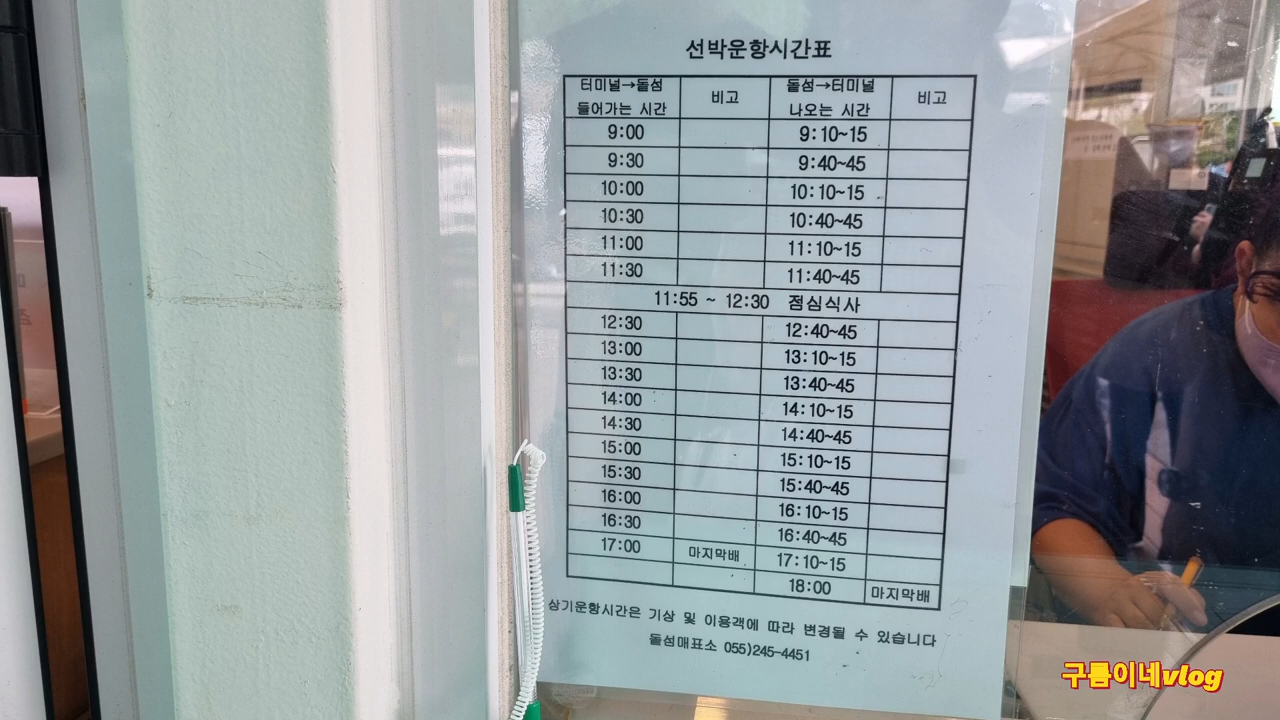 선박운항시간표
터미널→돝섬 들어가는 시간 비고 돝섬→터미널 나오는 시간 비고
9:00 9:10~15
9:30 9:40~45
10:00 10:10~15
10:30 10:40~45
11:00 11:10~15
11:30 11:40~45
11:55 ~ 12:30 점심식사
12:30 12:40~45
13:00 13:10~15
13:30 13:40~45
14:00 14:10~15
14:30 14:40~45
15:00 15:10~15
15:30 15:40~45
16:00 16:10~15
16:30 16:40~45
17:00 마지막배 17:10~15
18:00 마지막배
상기운항시간은 기상 및 이용객에 따라 변경될 수 있습니다
돝섬매표소 055)245-4451
구름이네vlog